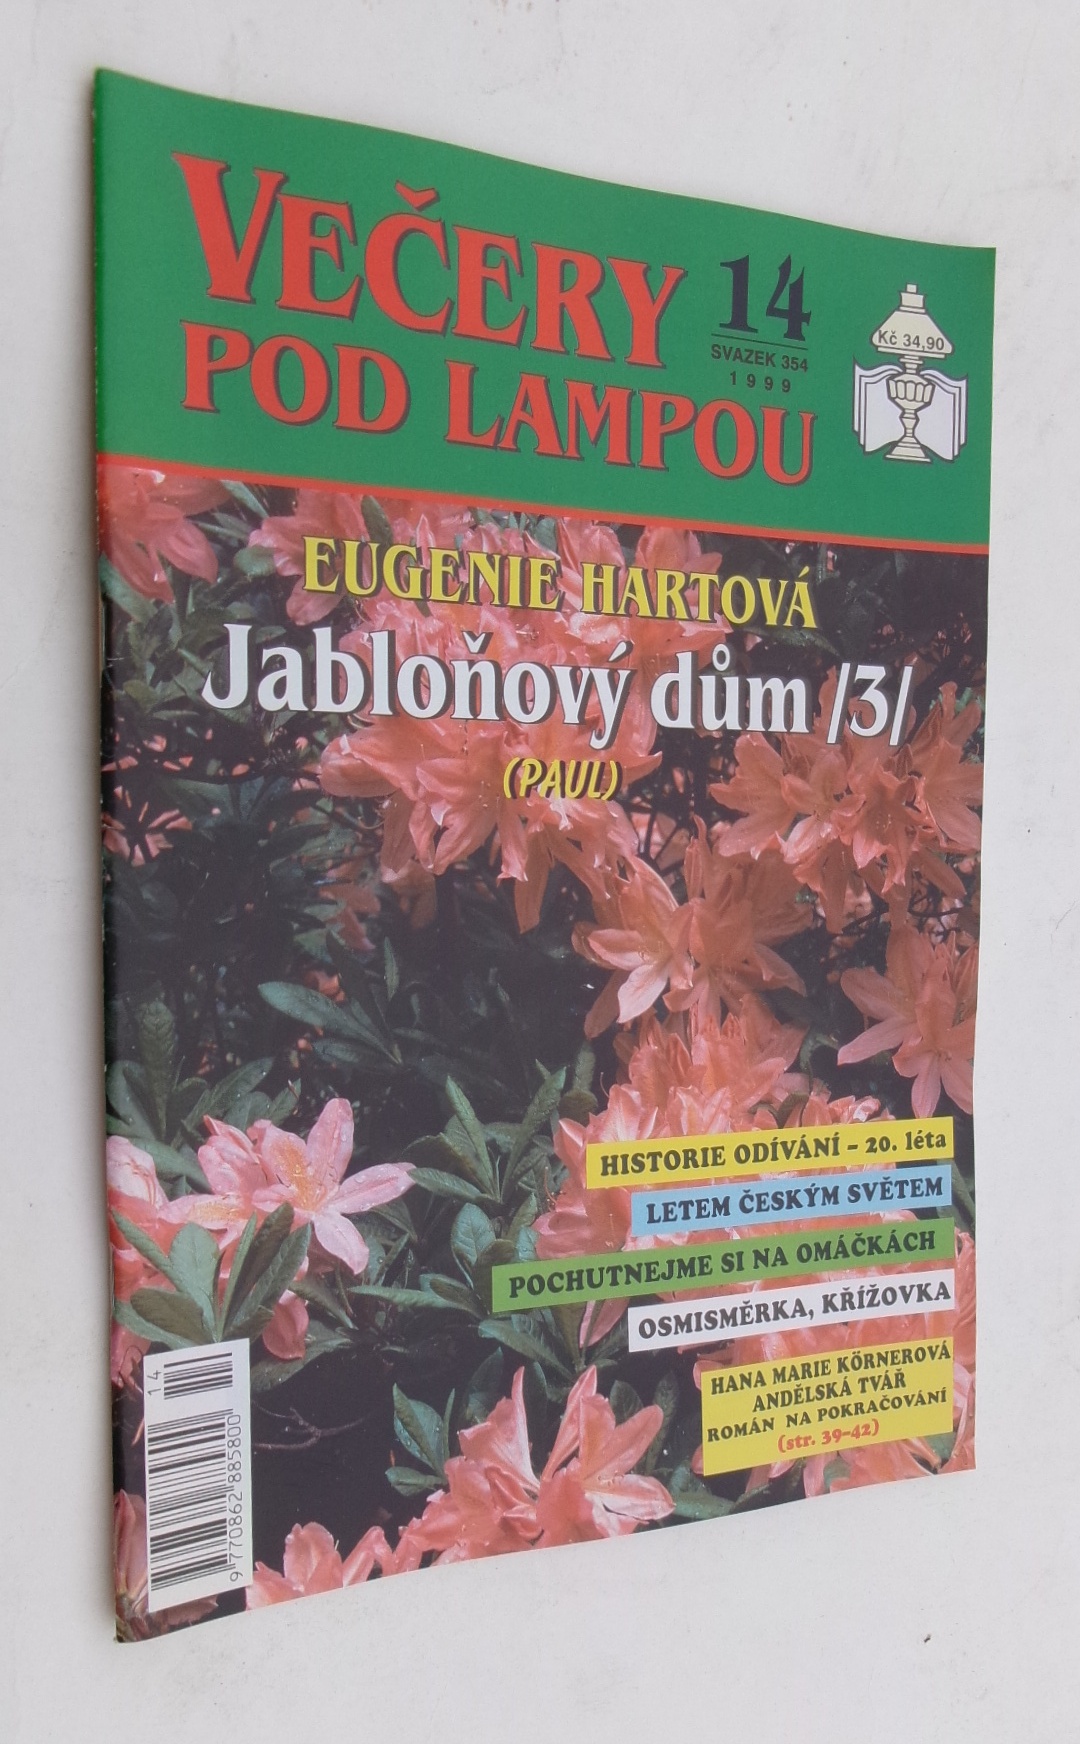 VEČERY
POD LAMPOU
14
SVAZEK 354
1999
Kč 34,90
EUGENIE HARTOVÁ
Jabloňový dům /3/
(PAUL)
HISTORIE ODÍVÁNÍ – 20. léta
LETEM ČESKÝM SVĚTEM
POCHUTNEJME SI NA OMÁČKÁCH
OSMISMĚRKA, KŘÍŽOVKA
HANA MARIE KÖRNEROVÁ
ANDĚLSKÁ TVÁŘ
ROMÁN NA POKRAČOVÁNÍ
(str. 39–42)
14
9 770862 885800